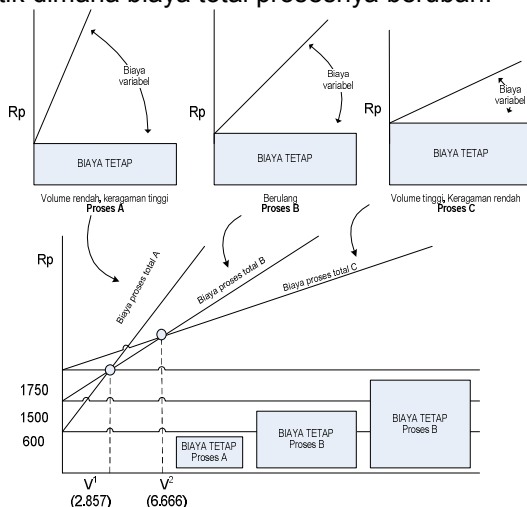 tik dimana biaya total prosesnya berubah.
Rp
Biaya
variabel
BIAYA TETAP
Volume rendah, keragaman tinggi
Proses A
Rp
Biaya
variabel
BIAYA TETAP
Berulang
Proses B
Rp
Biaya
variabel
BIAYA TETAP
Volume tinggi, Keragaman rendah
Proses C
Rp
Biaya proses total A
Biaya proses total B
Biaya proses total C
1750
1500
600
BIAYA TETAP
Proses A
BIAYA TETAP
Proses B
BIAYA TETAP
Proses B
V1
(2.857)
V2
(6.666)